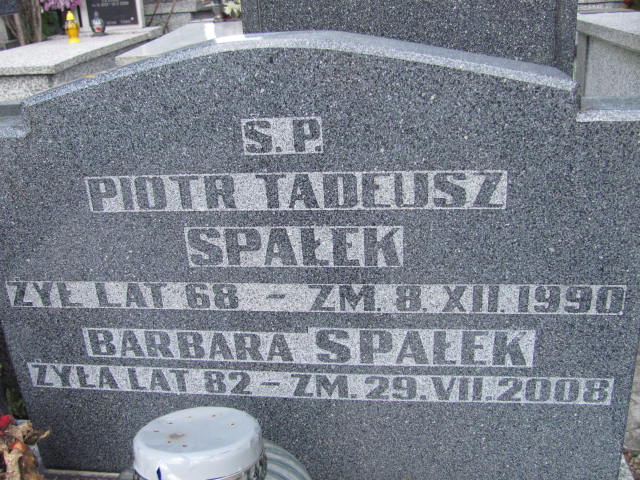 S. P.
PIOTR TADEUSZ
SPAŁEK
ŻYŁ LAT 68 - ZM. 8. XII. 1990
BARBARA SPAŁEK
ŻYŁA LAT 82 - ZM. 29. VII. 2008